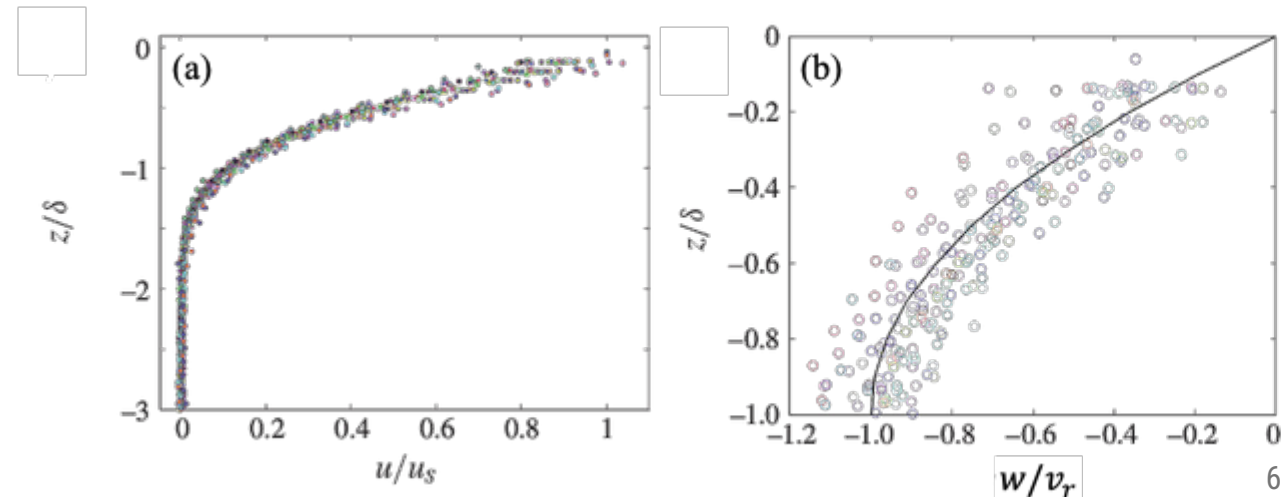 (a)
0
−1
−2
−3
z/δ
0 0.2 0.4 0.6 0.8 1
u/u_s
(b)
0
−0.2
−0.4
−0.6
−0.8
−1.0
z/δ
−1.2 −1.0 −0.8 −0.6 −0.4 −0.2 0
w/v_r
6